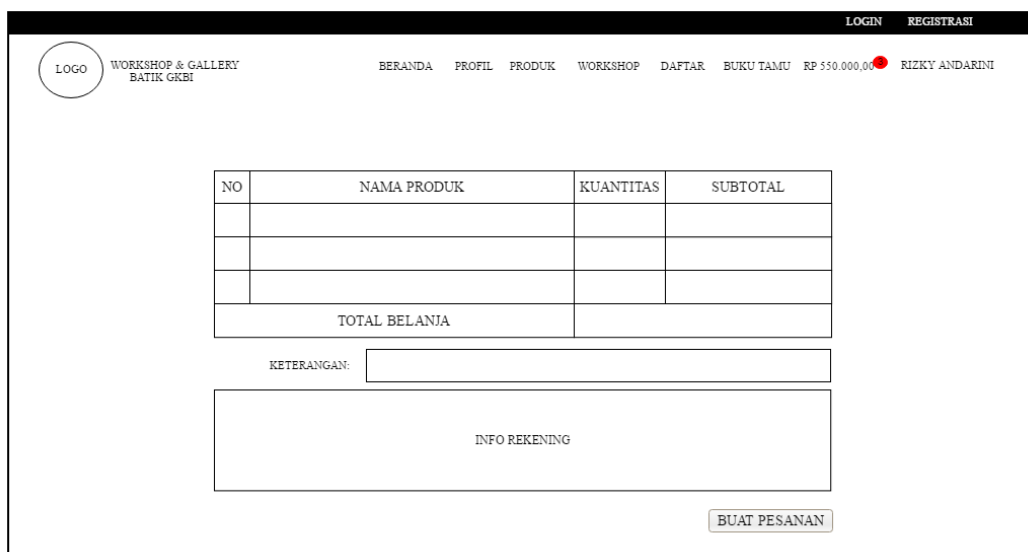 LOGIN REGISTRASI
LOGO
WORKSHOP & GALLERY
BATIK GKBI
BERANDA PROFIL PRODUK WORKSHOP DAFTAR BUKU TAMU RP 550.000,00 3 RIZKY ANDARINI
NO NAMA PRODUK KUANTITAS SUBTOTAL
TOTAL BELANJA
KETERANGAN:
INFO REKENING
BUAT PESANAN